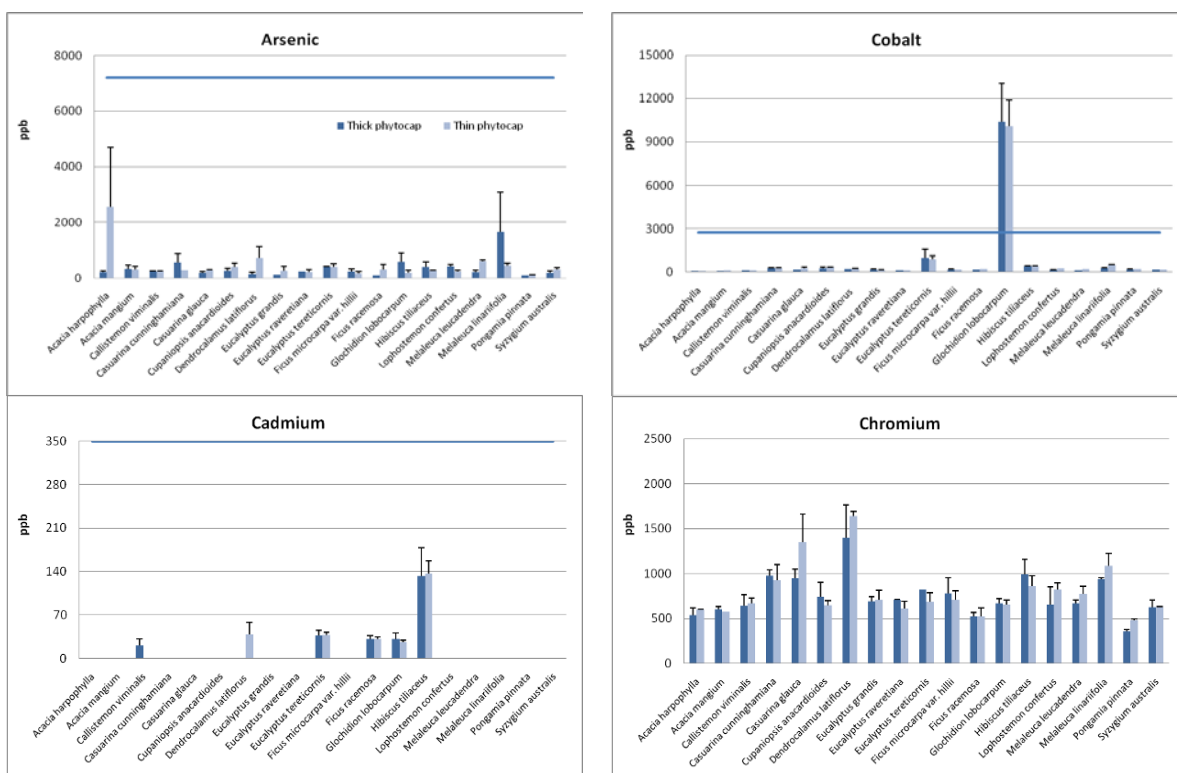 Arsenic
8000
6000
4000
2000
0
ppb
Thick phytocap
Thin phytocap
Acacia harpophylla
Acacia mangium
Callistemon viminalis
Casuarina cunninghamiana
Casuarina glauca
Cupaniopsis anacardioides
Dendrocalamus latiflorus
Eucalyptus grandis
Eucalyptus raveretiana
Eucalyptus tereticornis
Ficus microcarpa var. hillii
Ficus racemosa
Glochidion lobocarpum
Hibiscus tiliaceus
Lophostemon confertus
Melaleuca leucadendra
Melaleuca linariifolia
Pongamia pinnata
Syzygium australis
Cobalt
15000
12000
9000
6000
3000
0
ppb
Acacia harpophylla
Acacia mangium
Callistemon viminalis
Casuarina cunninghamiana
Casuarina glauca
Cupaniopsis anacardioides
Dendrocalamus latiflorus
Eucalyptus grandis
Eucalyptus raveretiana
Eucalyptus tereticornis
Ficus microcarpa var. hillii
Ficus racemosa
Glochidion lobocarpum
Hibiscus tiliaceus
Lophostemon confertus
Melaleuca leucadendra
Melaleuca linariifolia
Pongamia pinnata
Syzygium australis
Cadmium
350
280
210
140
70
0
ppb
Acacia harpophylla
Acacia mangium
Callistemon viminalis
Casuarina cunninghamiana
Casuarina glauca
Cupaniopsis anacardioides
Dendrocalamus latiflorus
Eucalyptus grandis
Eucalyptus raveretiana
Eucalyptus tereticornis
Ficus microcarpa var. hillii
Ficus racemosa
Glochidion lobocarpum
Hibiscus tiliaceus
Lophostemon confertus
Melaleuca leucadendra
Melaleuca linariifolia
Pongamia pinnata
Syzygium australis
Chromium
2500
2000
1500
1000
500
0
ppb
Acacia harpophylla
Acacia mangium
Callistemon viminalis
Casuarina cunninghamiana
Casuarina glauca
Cupaniopsis anacardioides
Dendrocalamus latiflorus
Eucalyptus grandis
Eucalyptus raveretiana
Eucalyptus tereticornis
Ficus microcarpa var. hillii
Ficus racemosa
Glochidion lobocarpum
Hibiscus tiliaceus
Lophostemon confertus
Melaleuca leucadendra
Melaleuca linariifolia
Pongamia pinnata
Syzygium australis